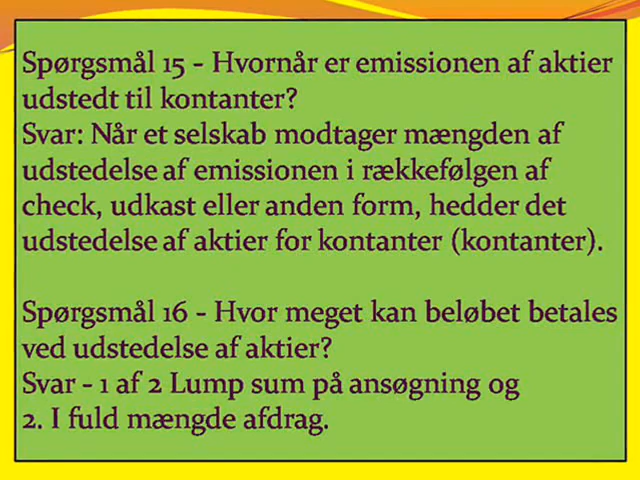 Spørgsmål 15 - Hvornår er emissionen af aktier
udstedt til kontanter?
Svar: Når et selskab modtager mængden af
udstedelse af emissionen i rækkefølgen af
check, udkast eller anden form, hedder det
udstedelse af aktier for kontanter (kontanter).
Spørgsmål 16 - Hvor meget kan beløbet betales
ved udstedelse af aktier?
Svar - 1 af 2 Lump sum på ansøgning og
2. I fuld mængde afdrag.